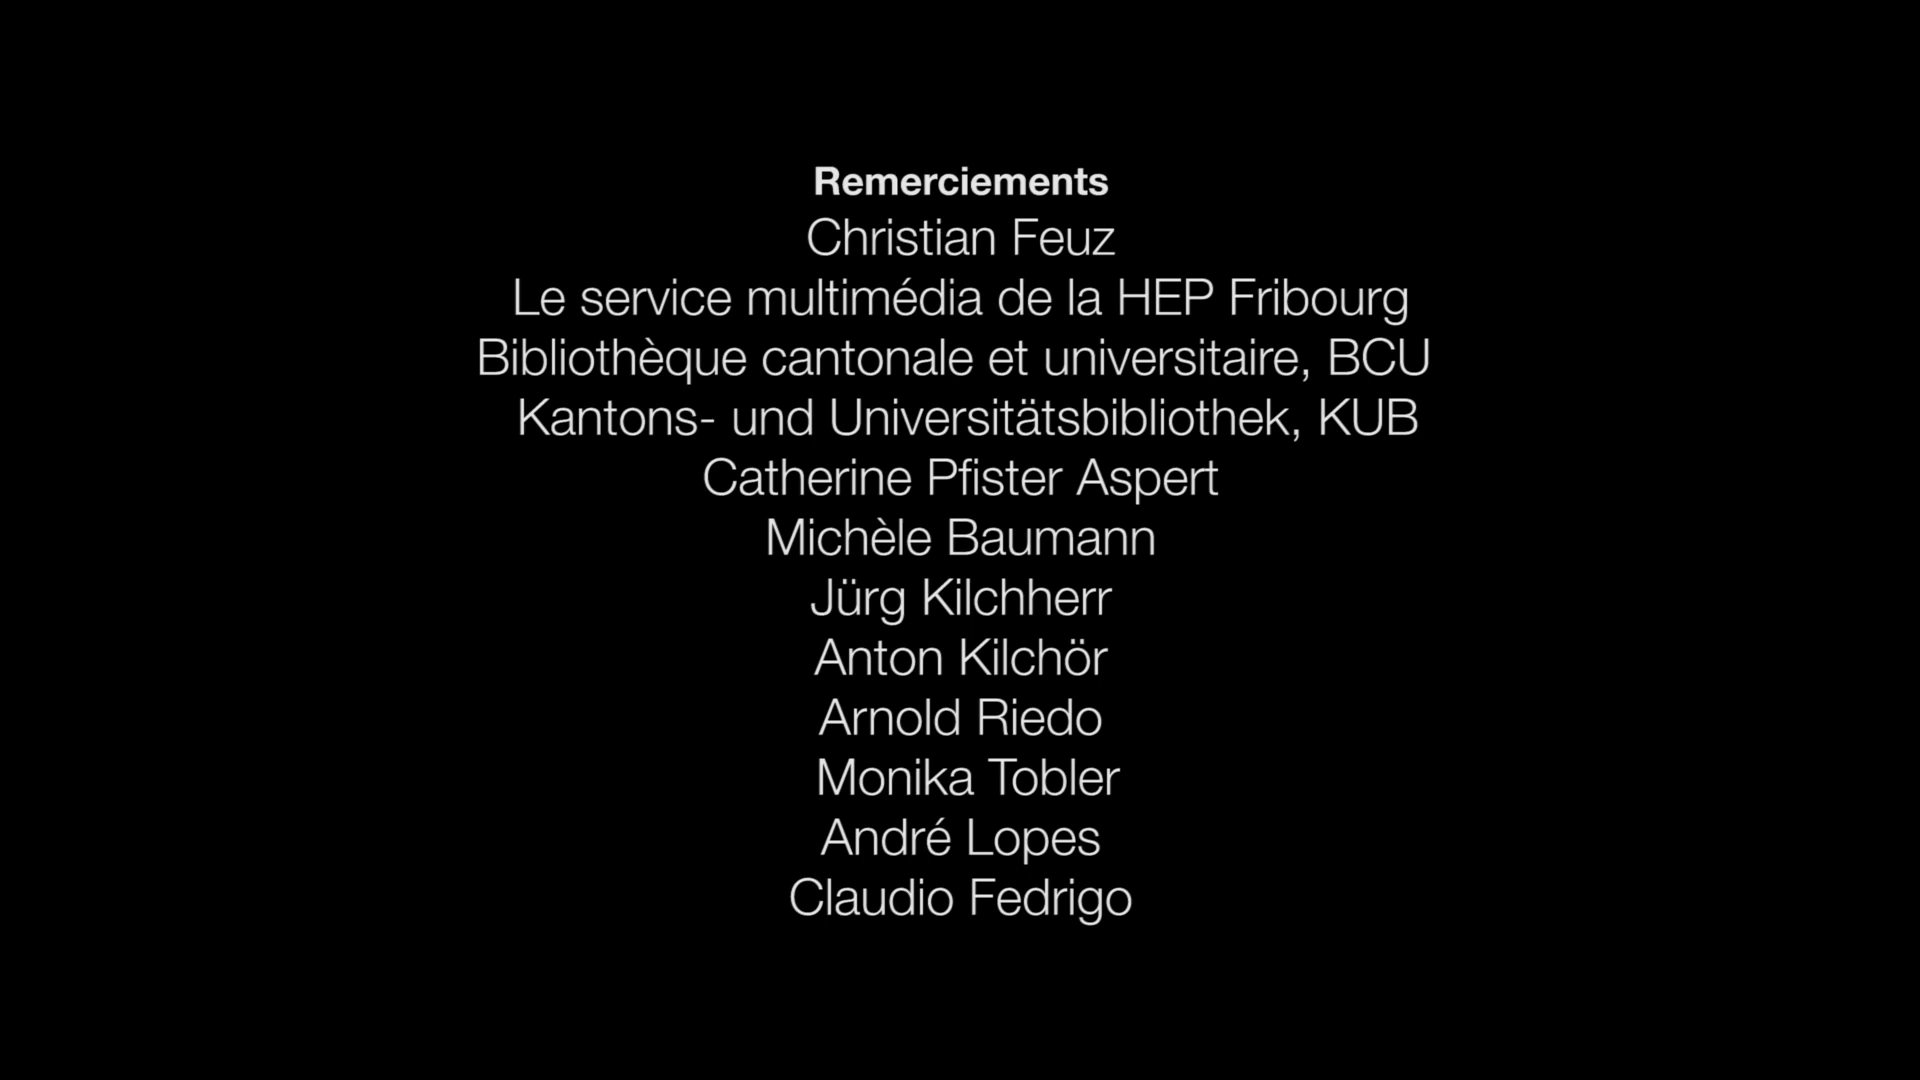 Remerciements
Christian Feuz
Le service multimédia de la HEP Fribourg
Bibliothèque cantonale et universitaire, BCU
Kantons- und Universitätsbibliothek, KUB
Catherine Pfister Aspert
Michèle Baumann
Jürg Kilchherr
Anton Kilchör
Arnold Riedo
Monika Tobler
André Lopes
Claudio Fedrigo